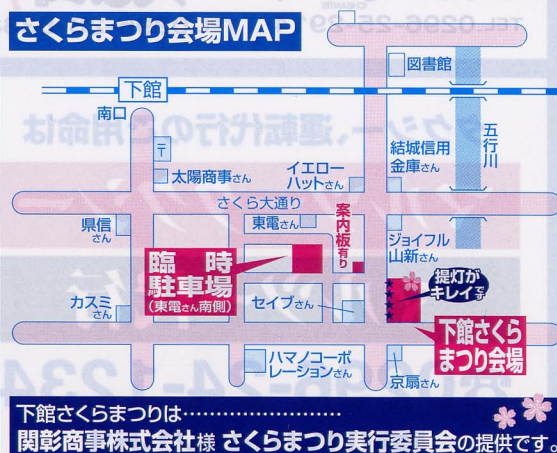 さくらまつり会場MAP
図書館
下館
南口
〒
太陽商事さん
イエロー
ハットさん
結城信用
金庫さん
五行川
さくら大通り
県信
さん
東電さん
案内板有り
ジョイフル
山新さん
臨時
駐車場
(東電さん南側)
提灯が
キレイです
カスミ
さん
セイブさん
下館さくら
まつり会場
ハマノコーポ
レーションさん
京扇さん
下館さくらまつりは……………………
関彰商事株式会社様 さくらまつり実行委員会の提供です。